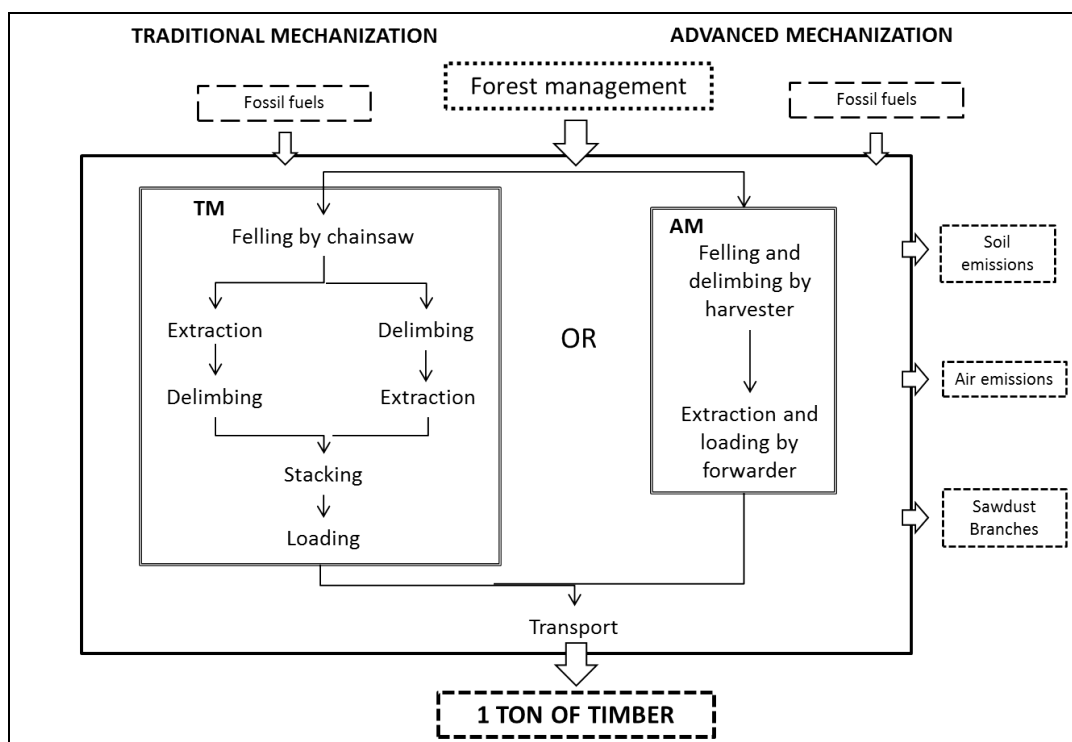 TRADITIONAL MECHANIZATION
ADVANCED MECHANIZATION
Forest management
Fossil fuels
Fossil fuels
TM
Felling by chainsaw
Extraction
Delimbing
Delimbing
Extraction
Stacking
Loading
OR
AM
Felling and
delimbing by
harvester
Extraction and
loading by
forwarder
Soil
emissions
Air emissions
Sawdust
Branches
Transport
1 TON OF TIMBER